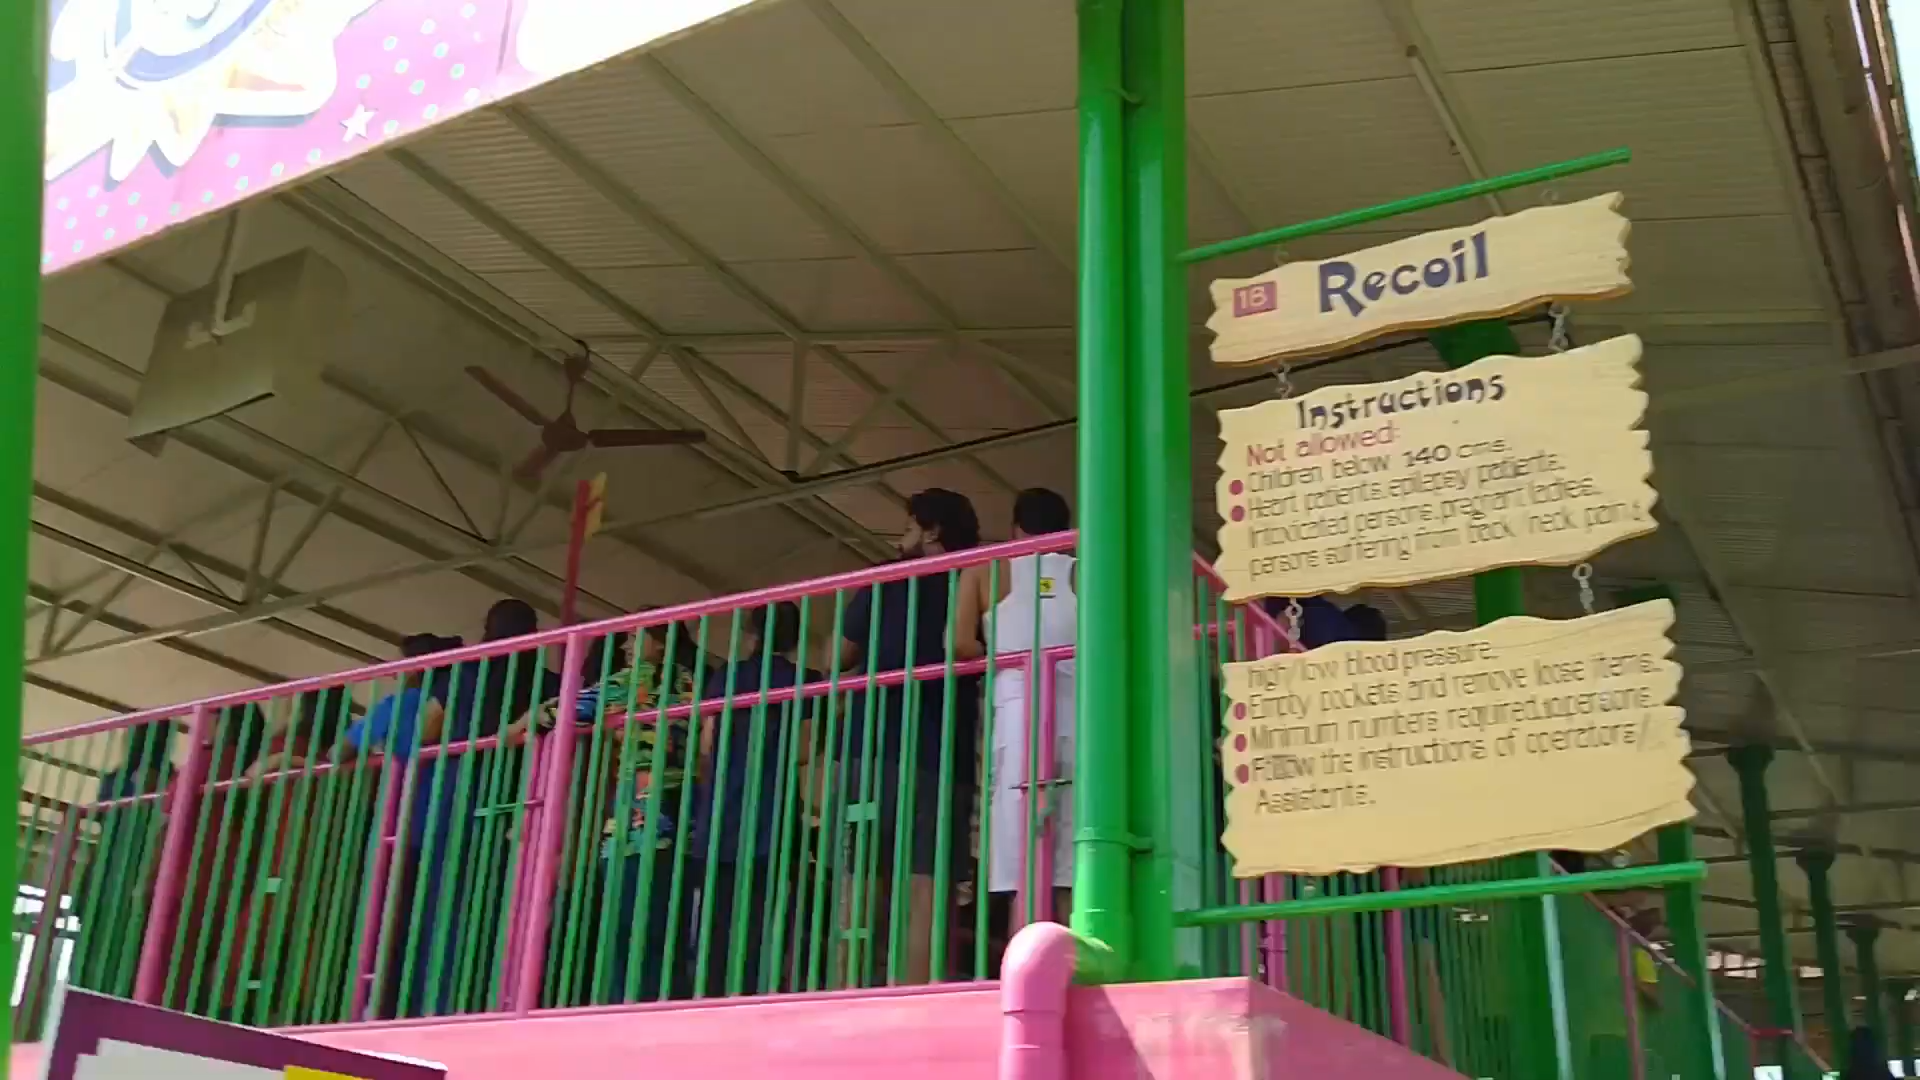 18 Recoil
Instructions
Not allowed:
Children below 140 cms.
Heart patients, epilepsy patients,
Intoxicated persons, pregnant ladies,
persons suffering from back/neck pain &
high/low blood pressure.
Empty pockets and remove loose items.
Minimum numbers required persons.
Follow the instructions of operators/
Assistants.